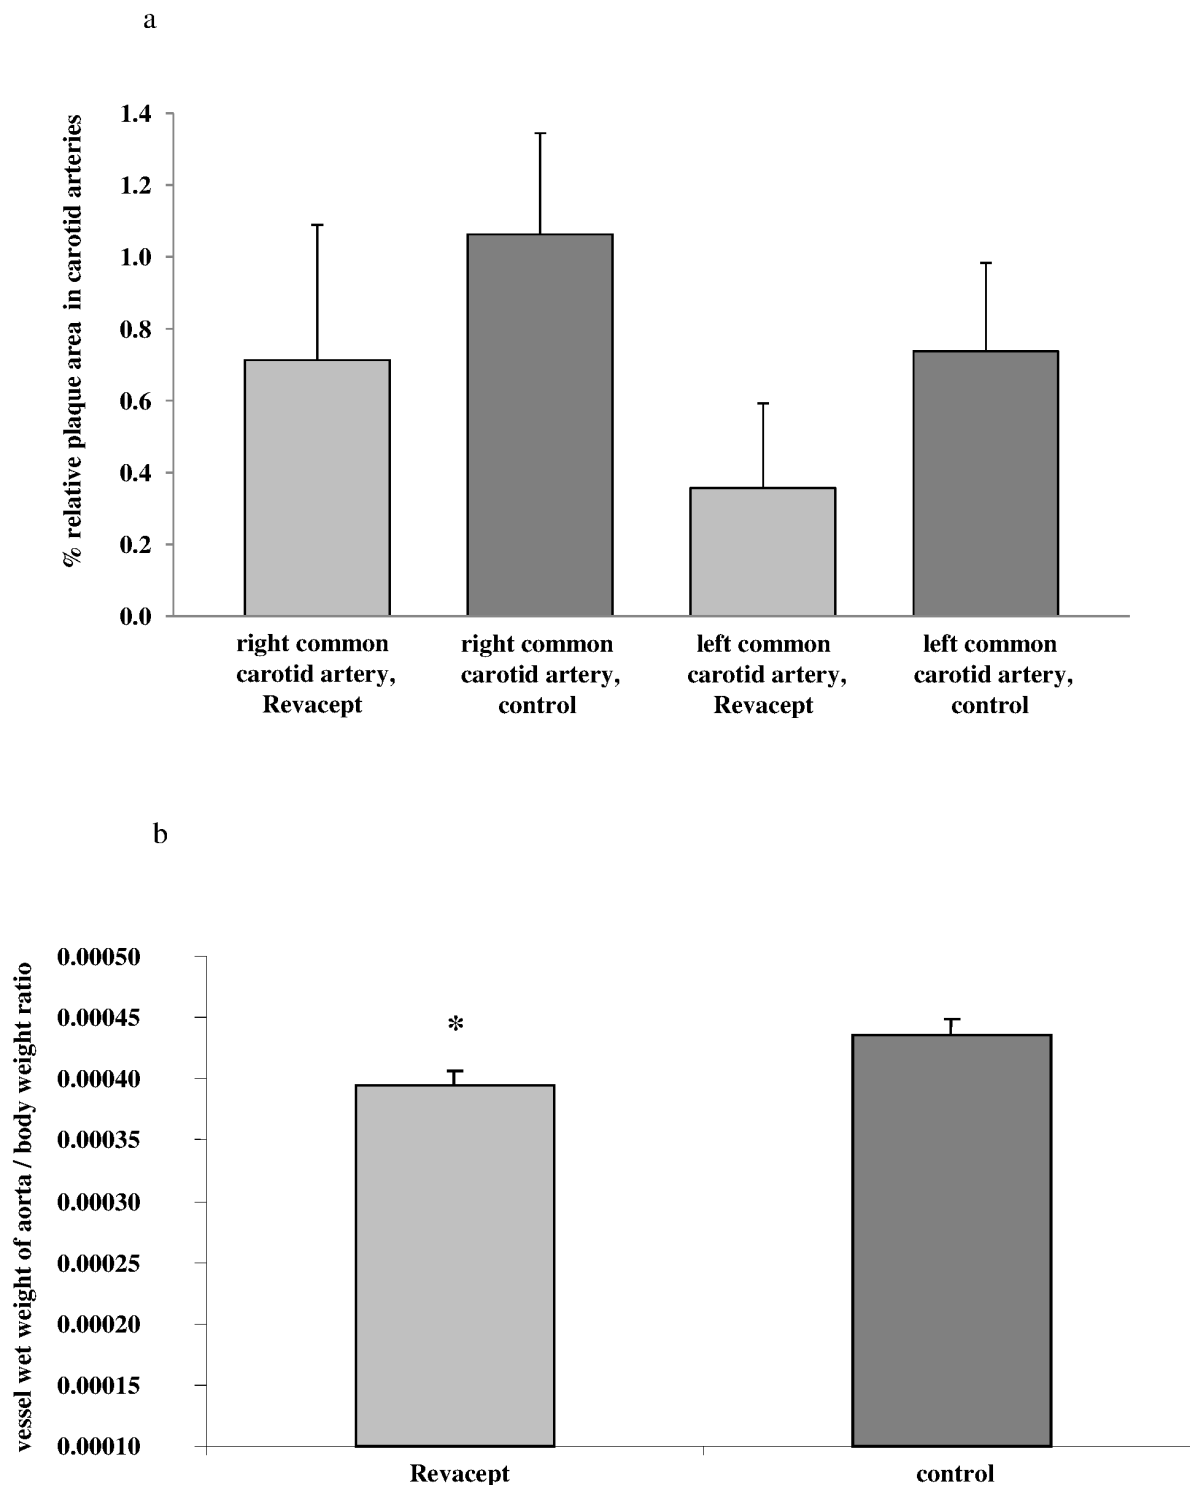 a
% relative plaque area in carotid arteries
1.4
1.2
1.0
0.8
0.6
0.4
0.2
0.0
right common
carotid artery,
Revacept
right common
carotid artery,
control
left common
carotid artery,
Revacept
left common
carotid artery,
control
b
vessel wet weight of aorta / body weight ratio
0.00050
0.00045
0.00040
0.00035
0.00030
0.00025
0.00020
0.00015
0.00010
*
Revacept
control